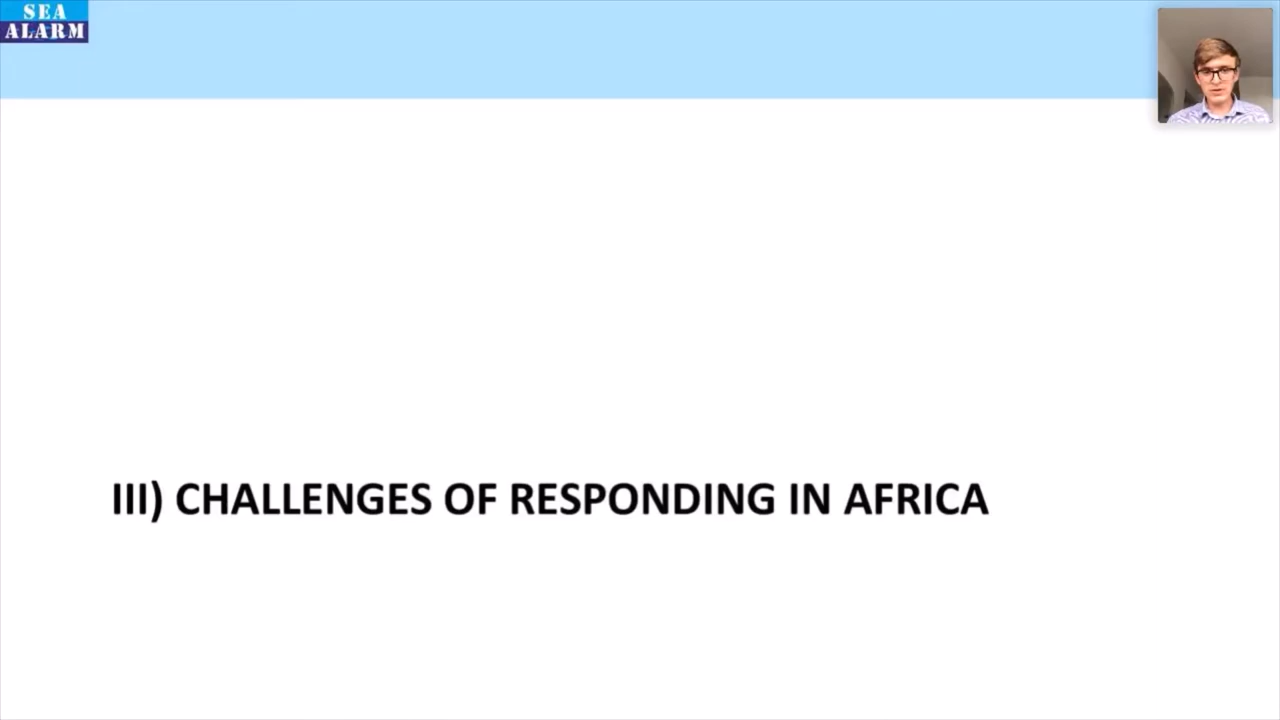 SEA
ALARM
III) CHALLENGES OF RESPONDING IN AFRICA